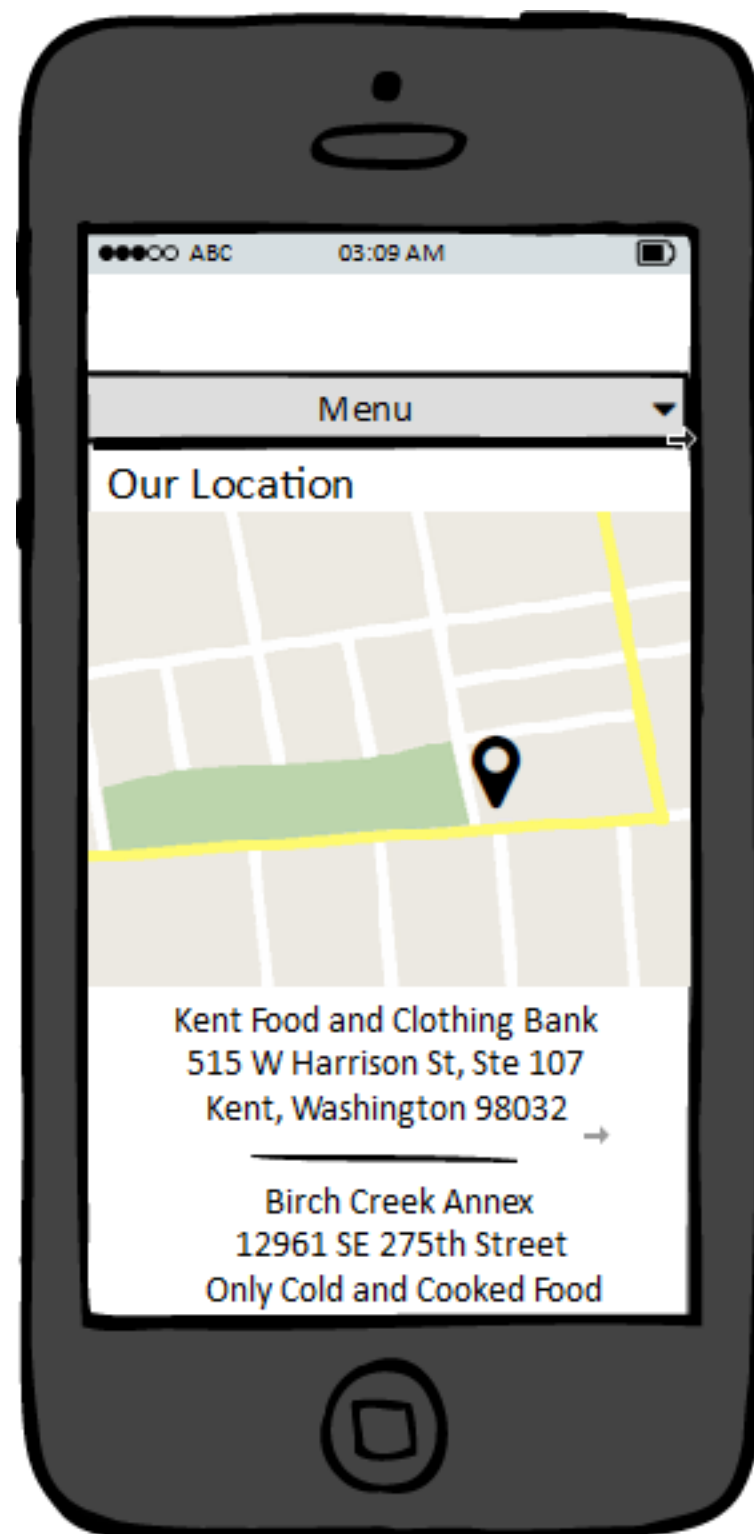 ABC 03:09 AM
Menu
Our Location
Kent Food and Clothing Bank
515 W Harrison St, Ste 107
Kent, Washington 98032
Birch Creek Annex
12961 SE 275th Street
Only Cold and Cooked Food